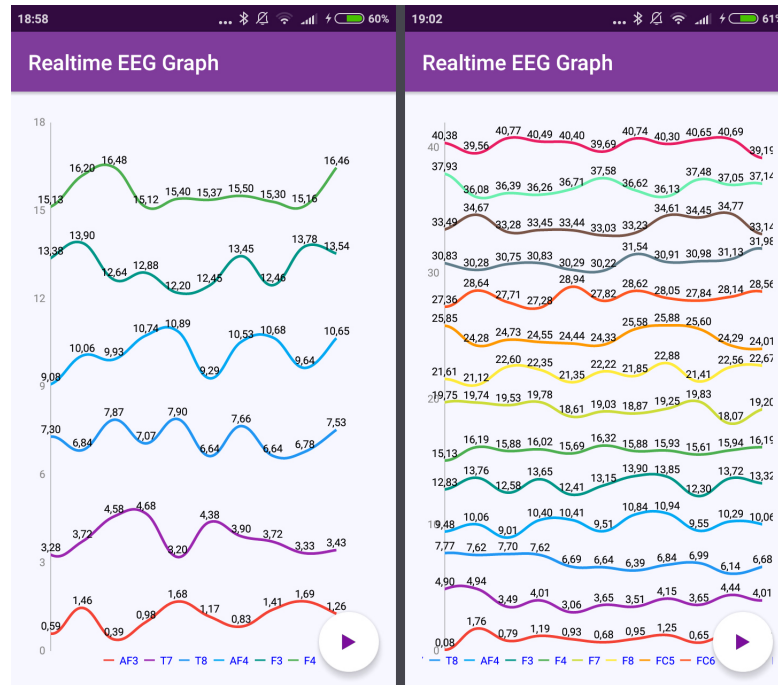 18:58 ... 60%
Realtime EEG Graph
18
16,20 16,48 16,46
15,13 15,12 15,40 15,37 15,50 15,30 15,16
15
13,38 13,90 12,64 12,88 12,20 12,45 13,45 12,46 13,78 13,54
12
9,08 10,06 9,93 10,74 10,89 9,29 10,53 10,68 9,64 10,65
9
7,30 6,84 7,87 7,07 7,90 6,64 7,66 6,64 6,78 7,53
6
3,28 3,72 4,58 4,68 3,20 4,38 3,90 3,72 3,33 3,43
3
0,59 1,46 0,39 0,98 1,68 1,17 0,83 1,41 1,69 1,26
0
AF3 T7 T8 AF4 F3 F4
19:02 ... 61%
Realtime EEG Graph
40,38 39,56 40,77 40,49 40,40 39,69 40,74 40,30 40,65 40,69 39,19
40
37,93 36,08 36,39 36,26 36,71 37,58 36,62 36,13 37,48 37,05 37,14
33,49 34,67 33,28 33,45 33,44 33,03 33,23 34,61 34,45 34,77 33,14
30,83 30,28 30,75 30,83 30,29 30,22 31,54 30,91 30,98 31,13 31,98
30
27,36 28,64 27,71 27,28 28,94 27,82 28,62 28,05 27,84 28,14 28,56
25,85 24,28 24,73 24,55 24,44 24,33 25,58 25,88 25,60 24,29 24,01
21,61 21,12 22,60 22,35 21,35 22,22 21,85 22,88 21,41 22,56 22,67
19,75 19,74 19,53 19,78 18,61 19,03 18,87 19,25 19,83 18,07 19,20
15,13 16,19 15,88 16,02 15,69 16,32 15,88 15,93 15,61 15,94 16,19
12,83 13,76 12,58 13,65 12,41 13,15 13,90 13,85 12,30 13,72 13,32
9,48 10,06 9,01 10,40 10,41 9,51 10,84 10,94 9,55 10,29 10,06
7,77 7,62 7,70 7,62 6,69 6,64 6,39 6,84 6,99 6,14 6,68
4,90 4,94 3,49 4,01 3,06 3,65 3,51 4,15 3,65 4,44 4,01
0,08 1,76 0,79 1,19 0,93 0,68 0,95 1,25 0,65
0
T8 AF4 F3 F4 F7 F8 FC5 FC6